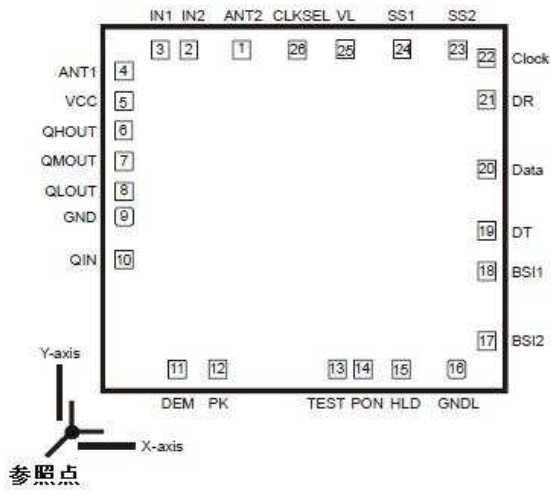 IN1 IN2 ANT2 CLKSEL VL SS1 SS2
3 2 1 26 25 24 23
22 Clock
ANT1 4
21 DR
VCC 5
QHOUT 6
QMOUT 7
20 Data
QLOUT 8
GND 9
19 DT
QIN 10
18 BSI1
17 BSI2
Y-axis
11 12 13 14 15 16
DEM PK TEST PON HLD GNDL
X-axis
参照点